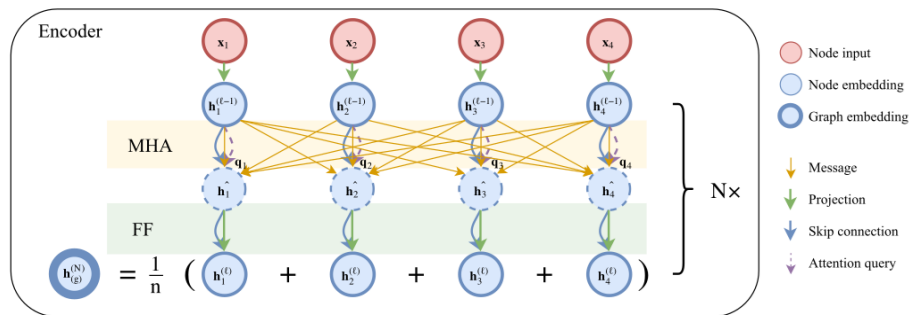 Encoder
x₁ x₂ x₃ x₄
Node input
Node embedding
Graph embedding
h₁^(ℓ−1) h₂^(ℓ−1) h₃^(ℓ−1) h₄^(ℓ−1)
MHA
q₁ q₂ q₃ q₄
ĥ₁ ĥ₂ ĥ₃ ĥ₄
N×
Message
Projection
Skip connection
Attention query
FF
h_(g)^(N) = 1/n ( h₁^(ℓ) + h₂^(ℓ) + h₃^(ℓ) + h₄^(ℓ) )